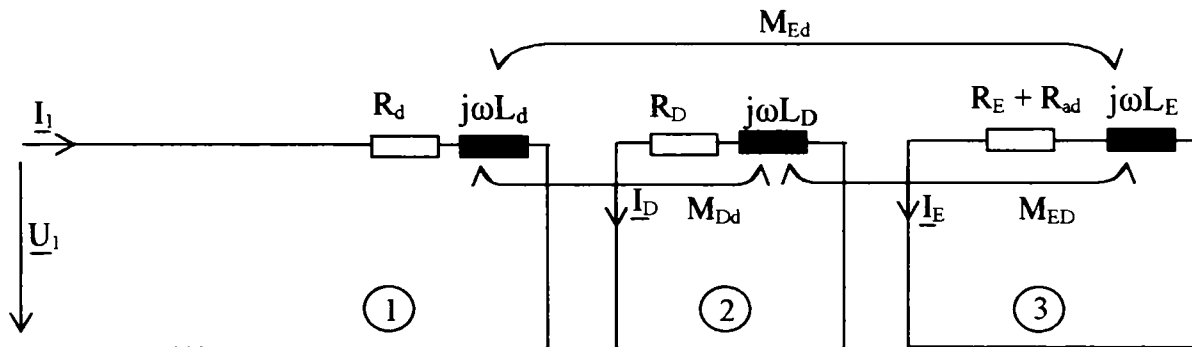 M_Ed
R_d jωL_d R_D jωL_D R_E + R_ad jωL_E
I_1
I_D M_Dd I_E M_ED
U_1
1 2 3